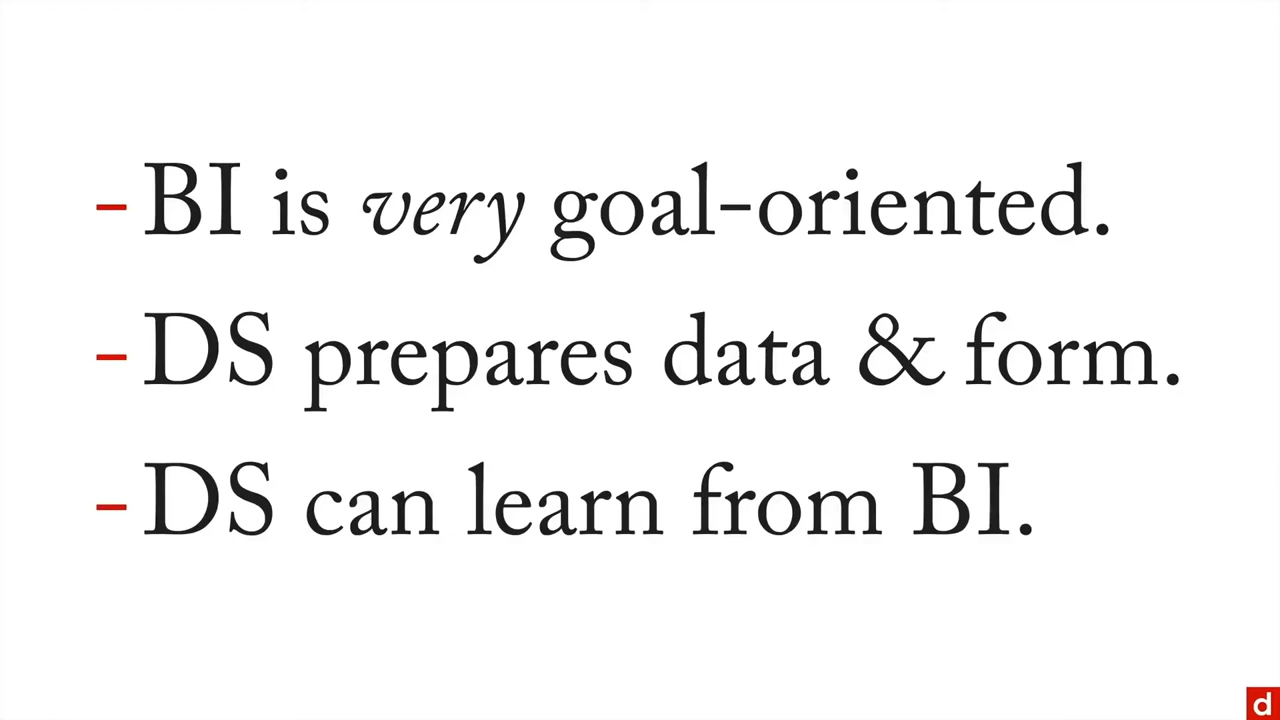 - BI is very goal-oriented.
- DS prepares data & form.
- DS can learn from BI.
d